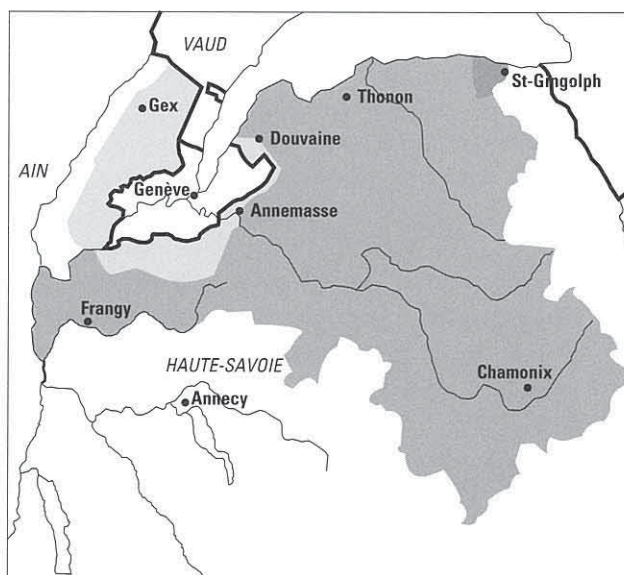 VAUD
St-Gingolph
Gex
Thonon
Douvaine
AIN
Genève
Annemasse
Frangy
HAUTE-SAVOIE
Chamonix
Annecy